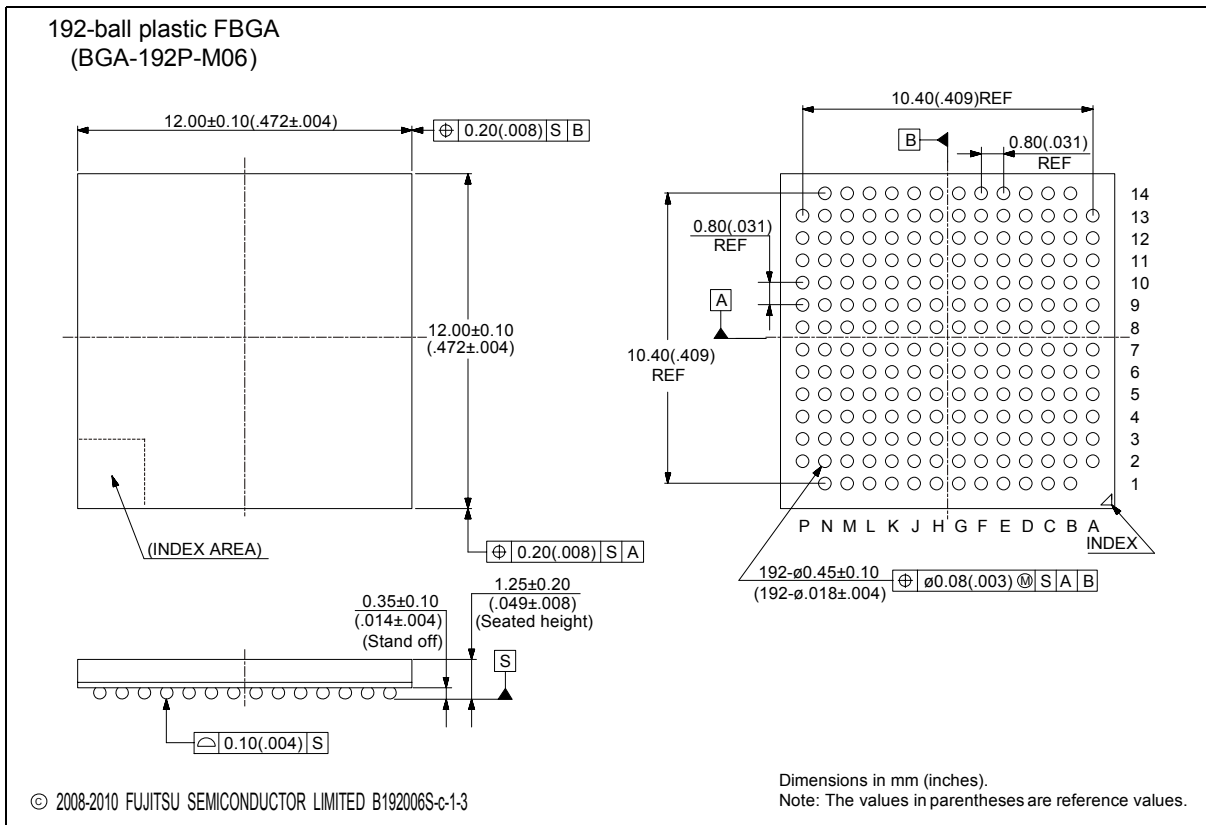 192-ball plastic FBGA
(BGA-192P-M06)
12.00±0.10(.472±.004)
⌖ 0.20(.008) S B
12.00±0.10
(.472±.004)
(INDEX AREA)
⌖ 0.20(.008) S A
10.40(.409)REF
B
0.80(.031)
REF
0.80(.031)
REF
A
10.40(.409)
REF
14
13
12
11
10
9
8
7
6
5
4
3
2
1
P N M L K J H G F E D C B A
INDEX
192-ø0.45±0.10
(192-ø.018±.004)
⌖ ø0.08(.003) Ⓜ S A B
1.25±0.20
(.049±.008)
(Seated height)
0.35±0.10
(.014±.004)
(Stand off)
S
⌓ 0.10(.004) S
© 2008-2010 FUJITSU SEMICONDUCTOR LIMITED B192006S-c-1-3
Dimensions in mm (inches).
Note: The values in parentheses are reference values.